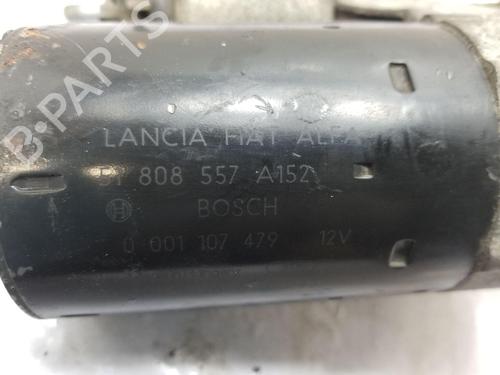 B-PARTS
LANCIA FIAT ALFA
51 808 557 A152
BOSCH
0 001 107 479 12V